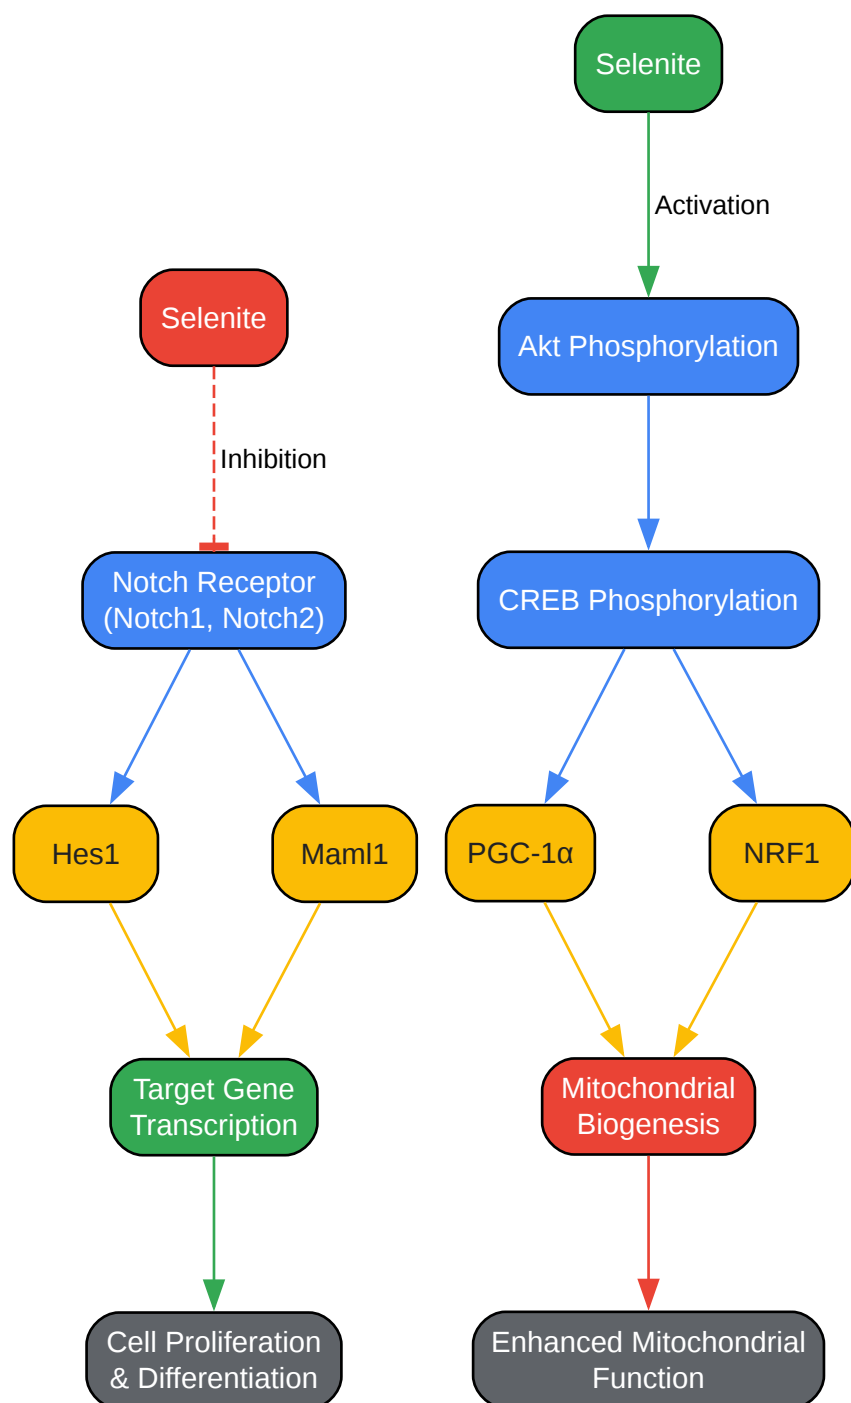 Selenite
Inhibition
Notch Receptor
(Notch1, Notch2)
Hes1
Maml1
Target Gene
Transcription
Cell Proliferation
& Differentiation
Selenite
Activation
Akt Phosphorylation
CREB Phosphorylation
PGC-1α
NRF1
Mitochondrial
Biogenesis
Enhanced Mitochondrial
Function